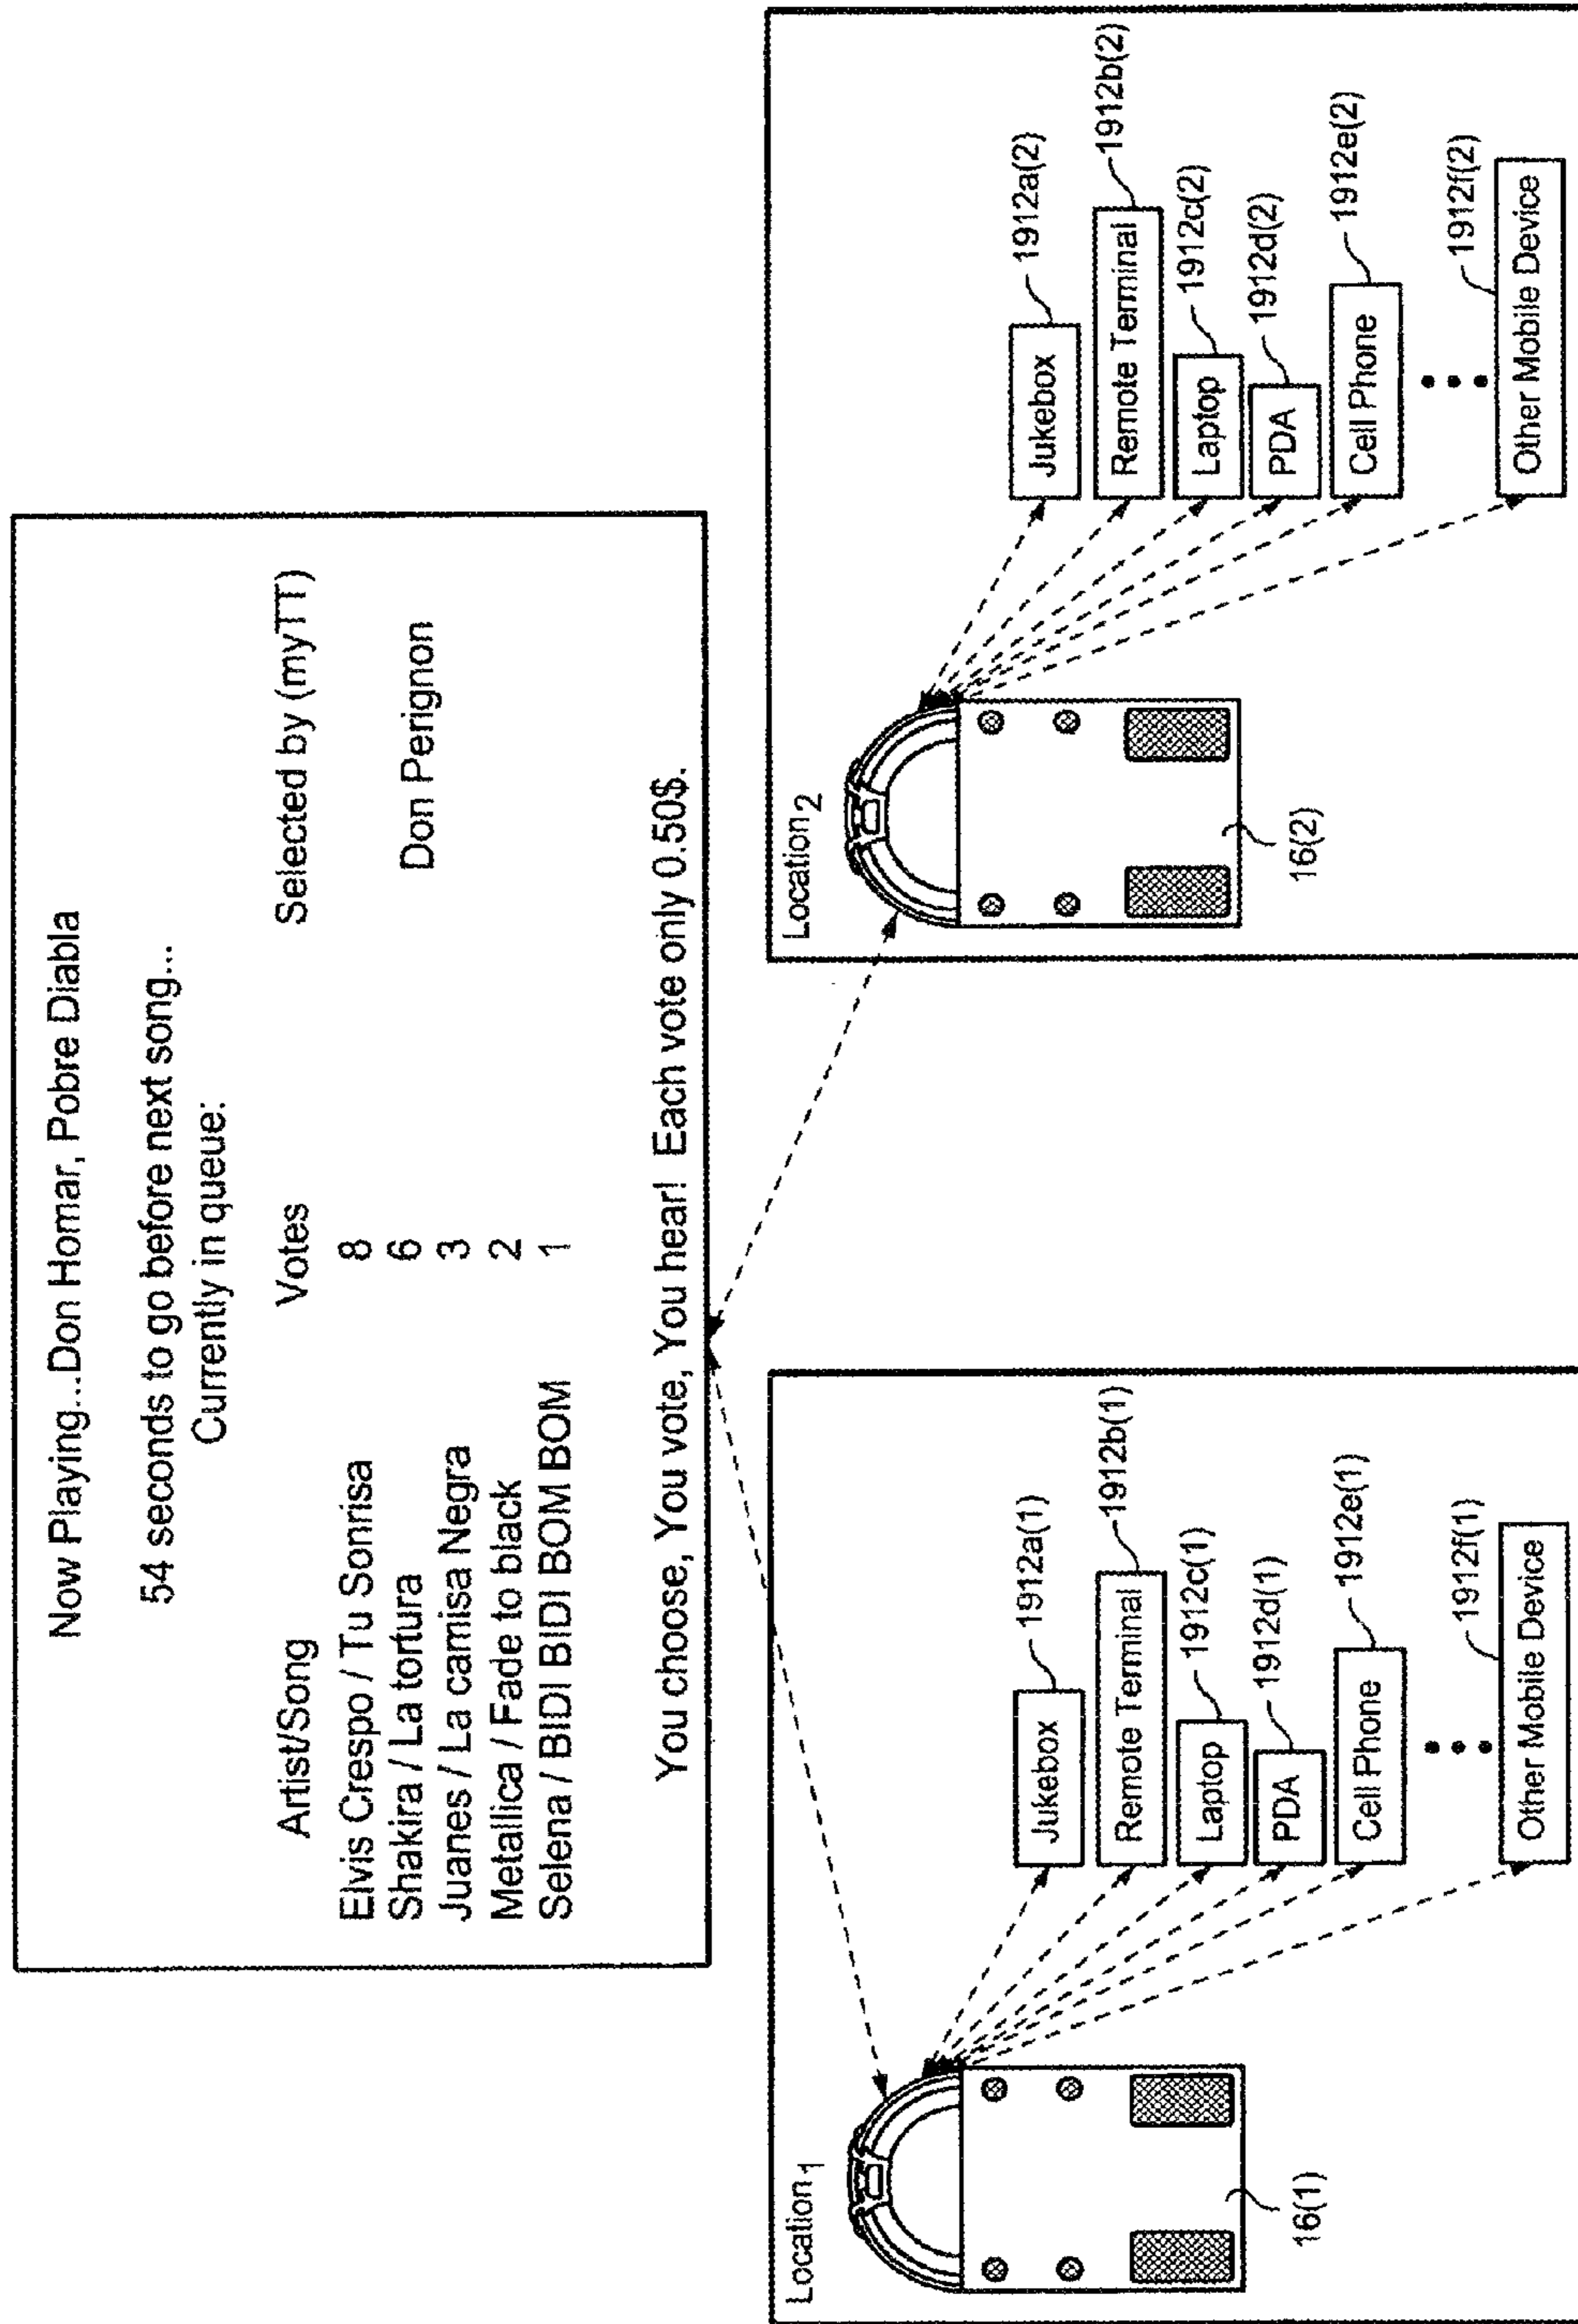 Now Playing...Don Homar, Pobre Diabla
54 seconds to go before next song...
Currently in queue:
Artist/Song Votes Selected by (myTT)
Elvis Crespo / Tu Sonrisa 8
Shakira / La tortura 6 Don Perignon
Juanes / La camisa Negra 3
Metallica / Fade to black 2
Selena / BIDI BIDI BOM BOM 1
You choose, You vote, You hear! Each vote only 0.50$.
Location1
1912a(1)
Jukebox
1912b(1)
Remote Terminal
1912c(1)
Laptop
1912d(1)
PDA
1912e(1)
Cell Phone
1912f(1)
Other Mobile Device
16(1)
Location2
1912a(2)
Jukebox
1912b(2)
Remote Terminal
1912c(2)
Laptop
1912d(2)
PDA
1912e(2)
Cell Phone
1912f(2)
Other Mobile Device
16(2)